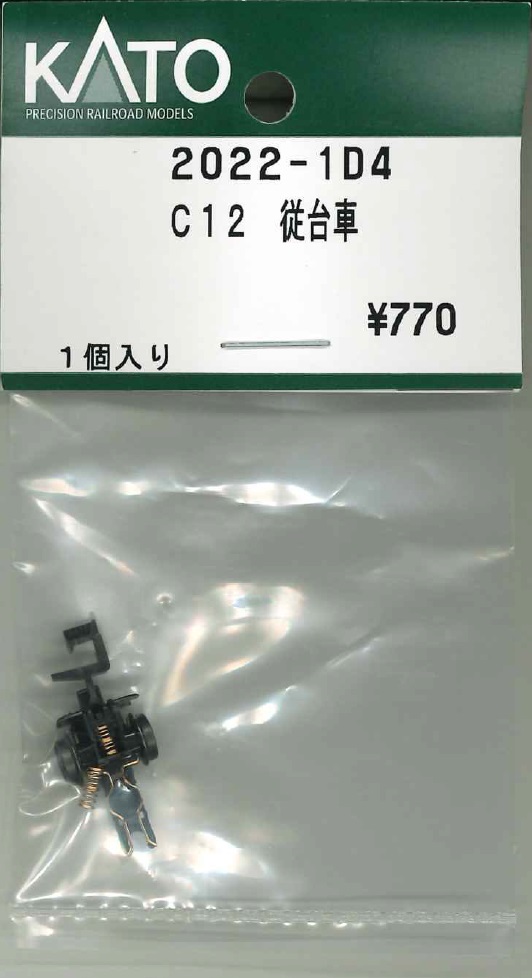 KATO
PRECISION RAILROAD MODELS
2022-1D4
C12 従台車
¥770
1個入り